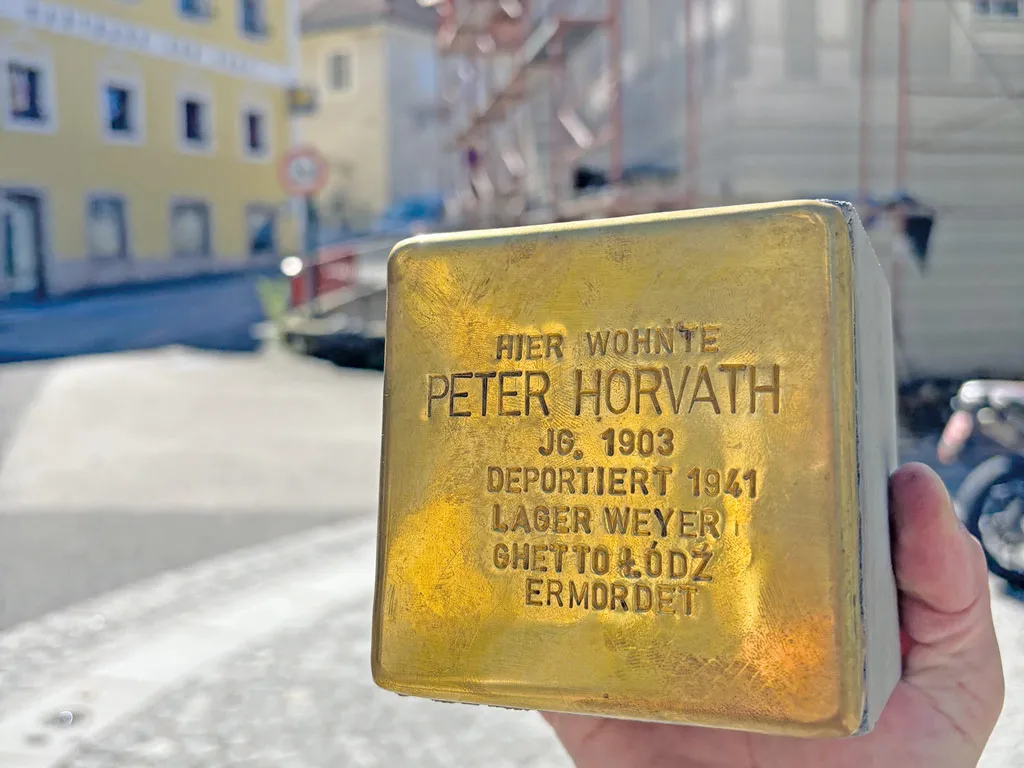 HIER WOHNTE
PETER HORVATH
JG. 1903
DEPORTIERT 1941
LAGER WEYER
GHETTO ŁÓDŹ
ERMORDET